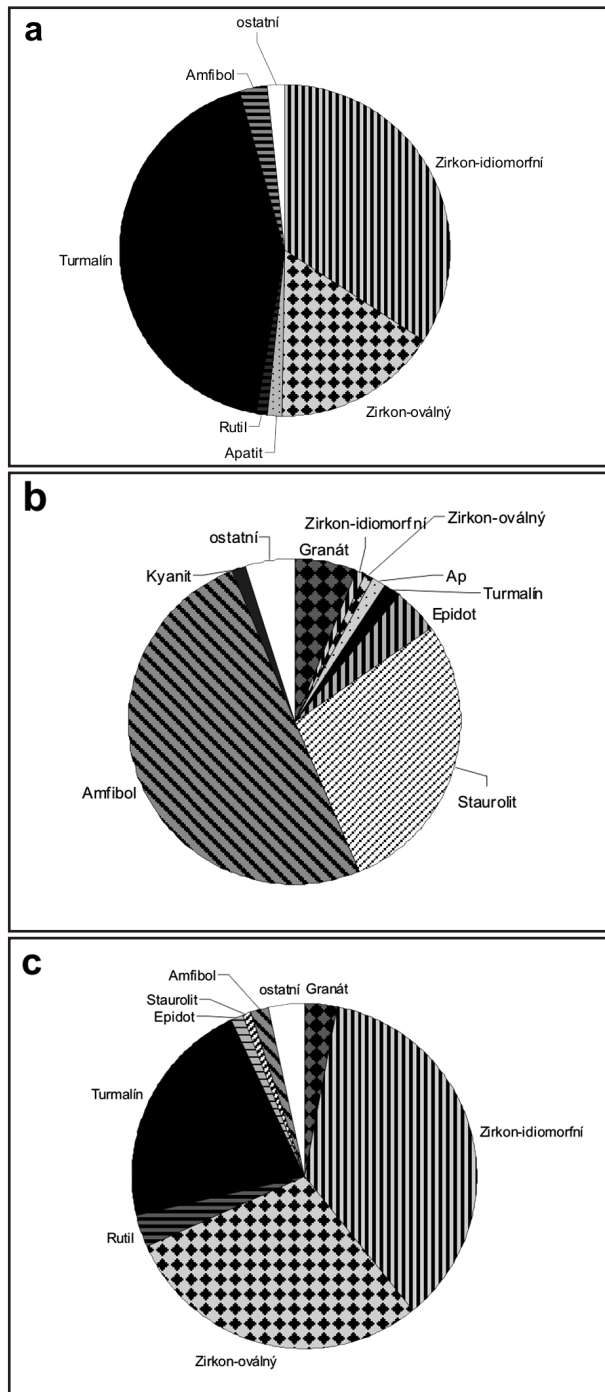 a
ostatní
Amfibol
Zirkon-idiomorfní
Turmalín
Zirkon-oválný
Rutil
Apatit
b
Zirkon-oválný
Zirkon-idiomorfní
ostatní
Granát
Kyanit
Ap
Turmalín
Epidot
Amfibol
Staurolit
c
Amfibol
ostatní
Granát
Staurolit
Epidot
Turmalín
Zirkon-idiomorfní
Rutil
Zirkon-oválný